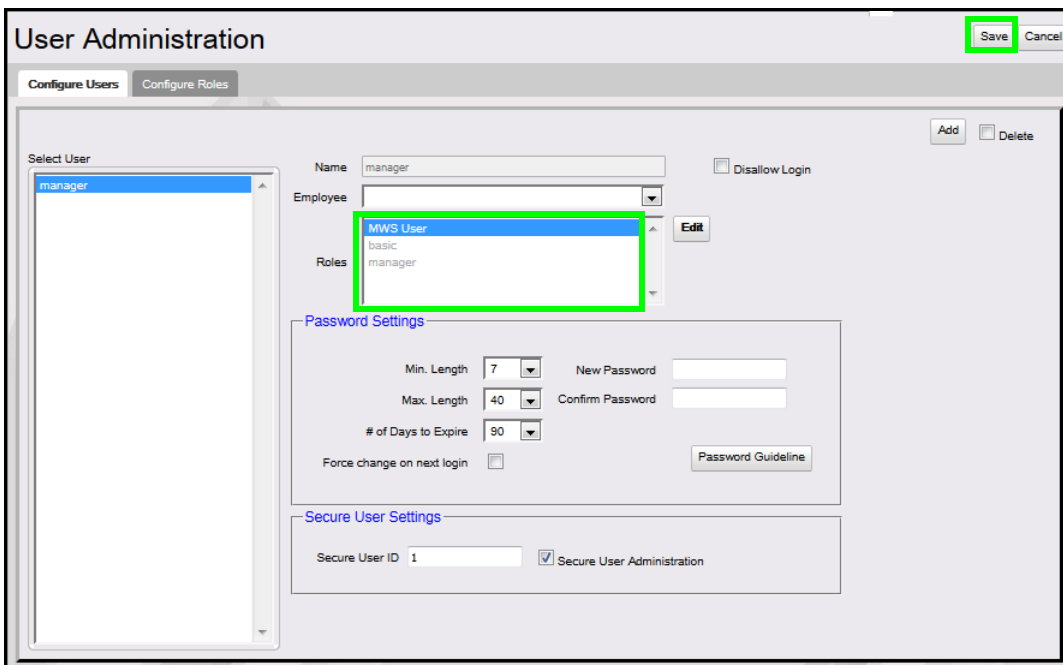 User Administration
Save Cancel
Configure Users Configure Roles
Add Delete
Select User
manager
Name manager Disallow Login
Employee
Roles
MWS User
basic
manager
Edit
Password Settings
Min. Length 7 New Password
Max. Length 40 Confirm Password
# of Days to Expire 90
Force change on next login Password Guideline
Secure User Settings
Secure User ID 1 Secure User Administration